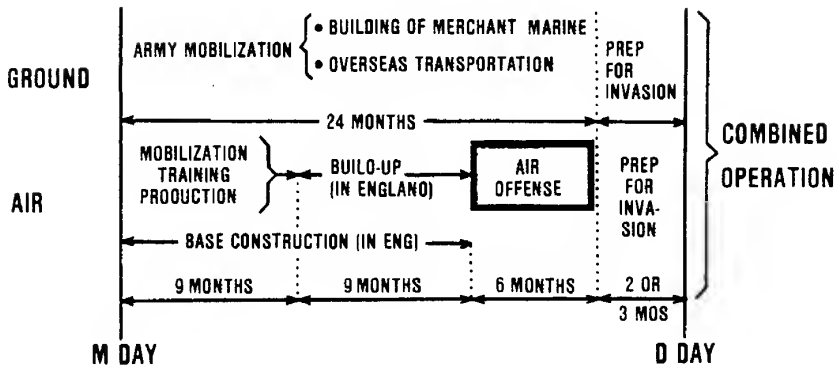 GROUND
ARMY MOBILIZATION
• BUILDING OF MERCHANT MARINE
• OVERSEAS TRANSPORTATION
PREP
FOR
INVASION
24 MONTHS
COMBINED
OPERATION
AIR
MOBILIZATION
TRAINING
PRODUCTION
BUILO-UP
(IN ENGLANO)
AIR
OFFENSE
PREP
FOR
INVA-
SION
BASE CONSTRUCTION (IN ENG)
9 MONTHS
9 MONTHS
6 MONTHS
2 OR
3 MOS
M DAY
D DAY